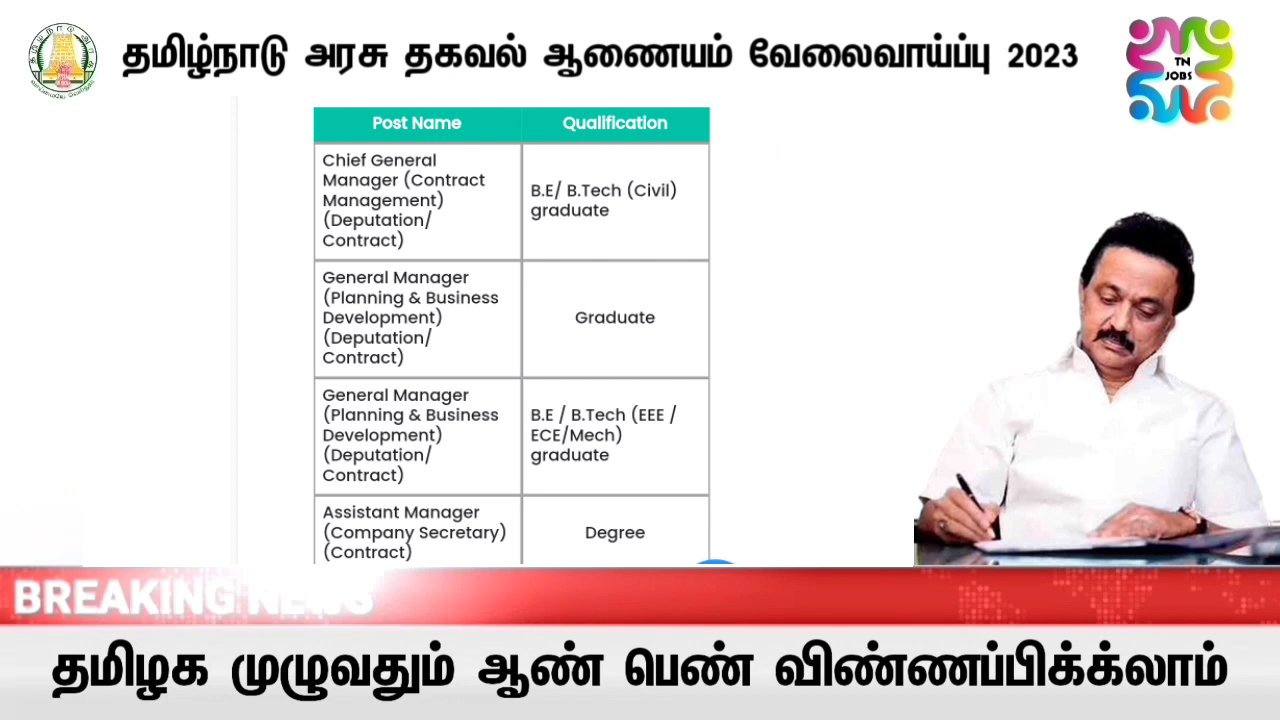 தமிழ்நாடு அரசு தகவல் ஆணையம் வேலைவாய்ப்பு 2023
TN
JOBS
Post Name Qualification
Chief General
Manager (Contract
Management)
(Deputation/
Contract)
B.E/ B.Tech (Civil)
graduate
General Manager
(Planning & Business
Development)
(Deputation/
Contract)
Graduate
General Manager
(Planning & Business
Development)
(Deputation/
Contract)
B.E / B.Tech (EEE /
ECE/Mech)
graduate
Assistant Manager
(Company Secretary)
(Contract)
Degree
BREAKING NEWS
தமிழக முழுவதும் ஆண் பெண் விண்ணப்பிக்க்லாம்